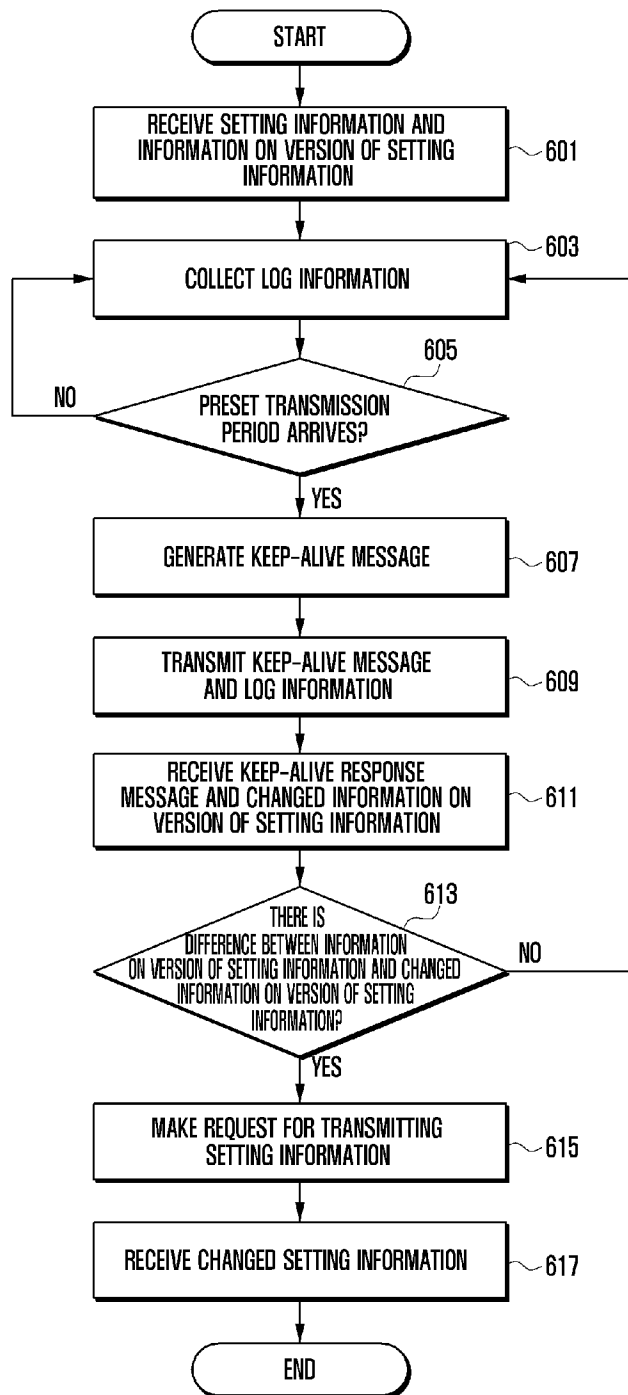 START
RECEIVE SETTING INFORMATION AND
INFORMATION ON VERSION OF SETTING
INFORMATION
601
603
COLLECT LOG INFORMATION
605
NO
PRESET TRANSMISSION
PERIOD ARRIVES?
YES
GENERATE KEEP-ALIVE MESSAGE
607
TRANSMIT KEEP-ALIVE MESSAGE
AND LOG INFORMATION
609
RECEIVE KEEP-ALIVE RESPONSE
MESSAGE AND CHANGED INFORMATION ON
VERSION OF SETTING INFORMATION
611
613
THERE IS
DIFFERENCE BETWEEN INFORMATION
ON VERSION OF SETTING INFORMATION AND CHANGED
INFORMATION ON VERSION OF SETTING
INFORMATION?
NO
YES
MAKE REQUEST FOR TRANSMITTING
SETTING INFORMATION
615
RECEIVE CHANGED SETTING INFORMATION
617
END